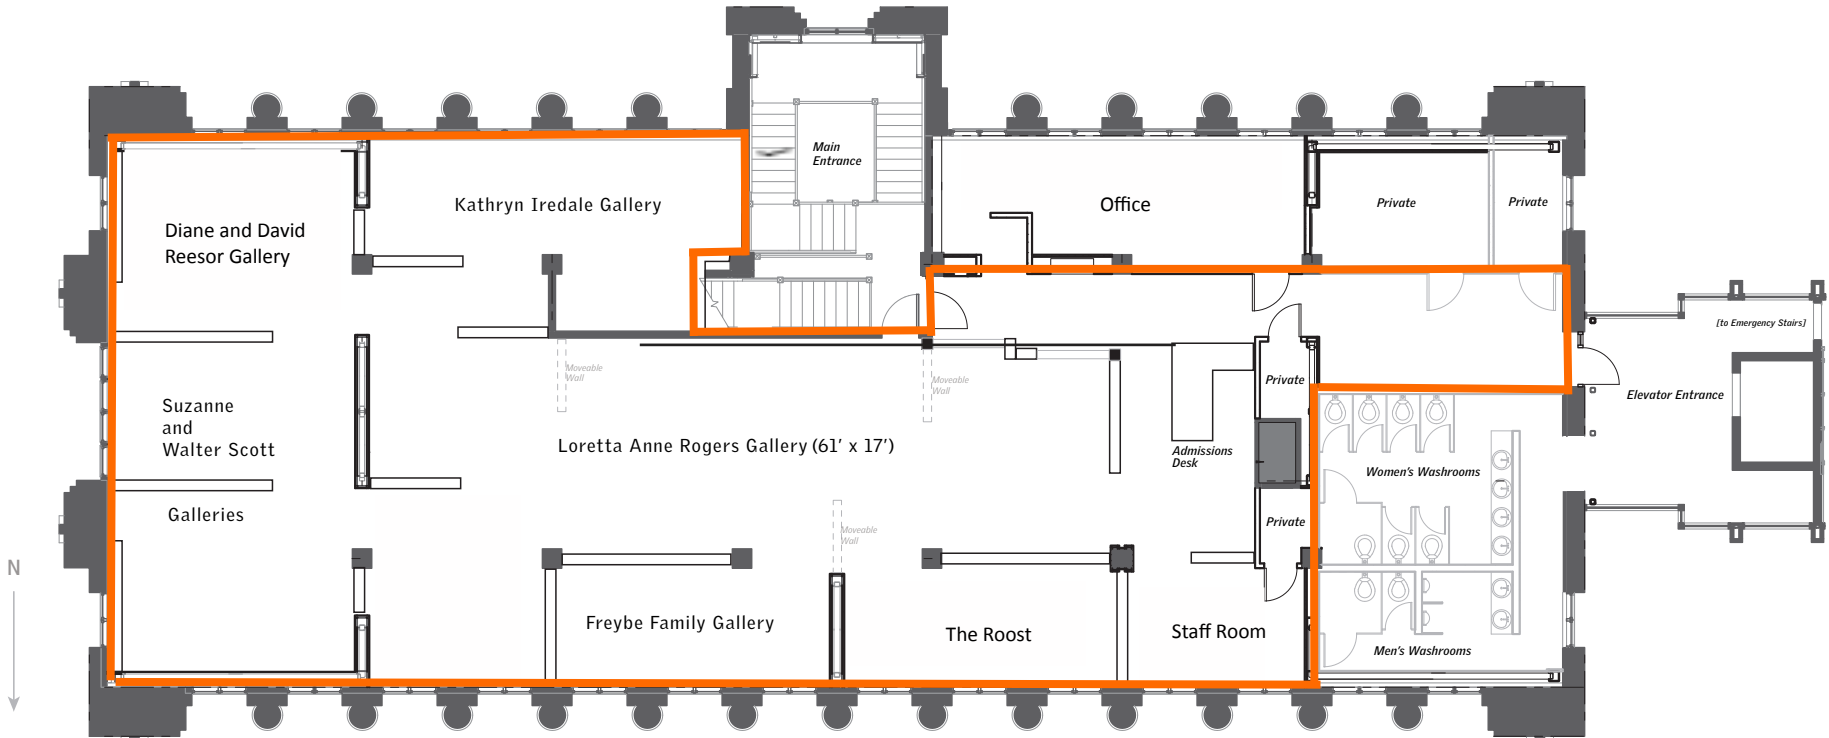 Main
Entrance
Diane and David
Reesor Gallery
Kathryn Iredale Gallery
Office
Private
Private
[to Emergency Stairs]
Moveable
Wall
Moveable
Wall
Private
Elevator Entrance
Suzanne
and
Walter Scott
Galleries
Loretta Anne Rogers Gallery (61' x 17')
Admissions
Desk
Women's Washrooms
Private
Moveable
Wall
N
Freybe Family Gallery
The Roost
Staff Room
Men's Washrooms